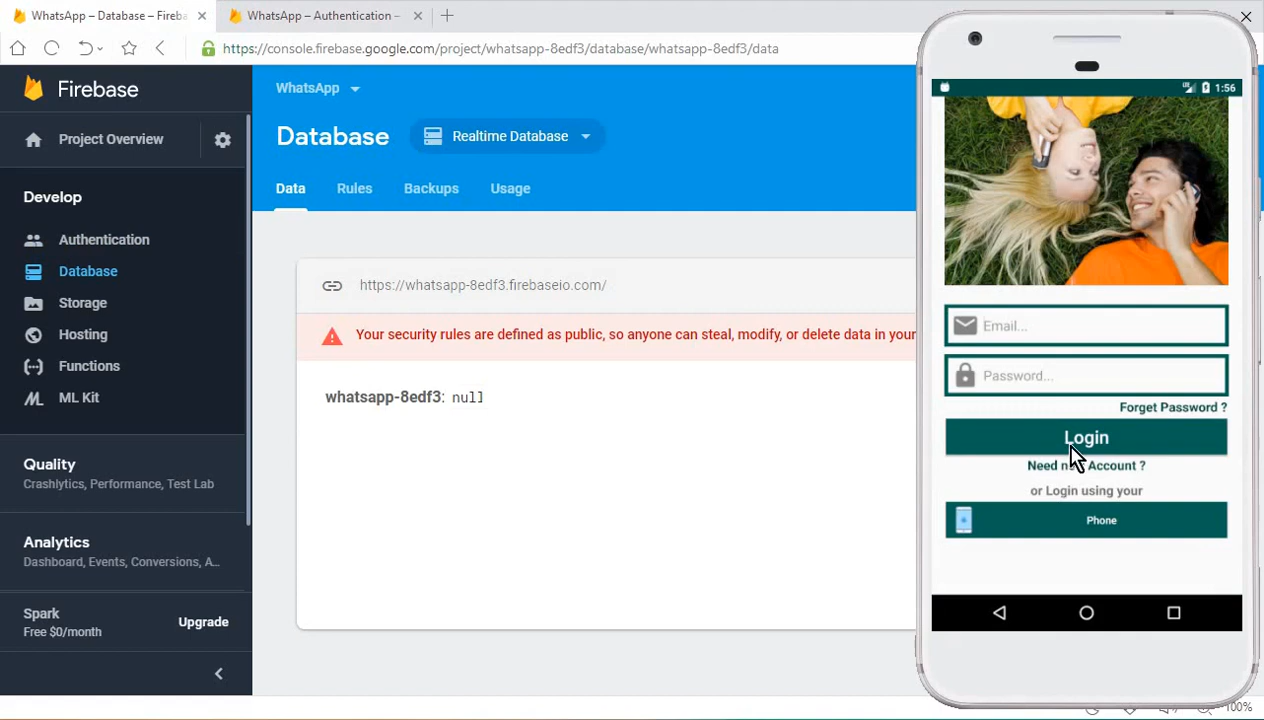 WhatsApp – Database – Fireba
WhatsApp – Authentication –
https://console.firebase.google.com/project/whatsapp-8edf3/database/whatsapp-8edf3/data
Firebase
Project Overview
Develop
Authentication
Database
Storage
Hosting
Functions
ML Kit
Quality
Crashlytics, Performance, Test Lab
Analytics
Dashboard, Events, Conversions, A...
Spark
Free $0/month
Upgrade
WhatsApp
Database
Realtime Database
Data
Rules
Backups
Usage
https://whatsapp-8edf3.firebaseio.com/
Your security rules are defined as public, so anyone can steal, modify, or delete data in your
whatsapp-8edf3: null
1:56
Email...
Password...
Forget Password ?
Login
Need Account ?
or Login using your
Phone
100%